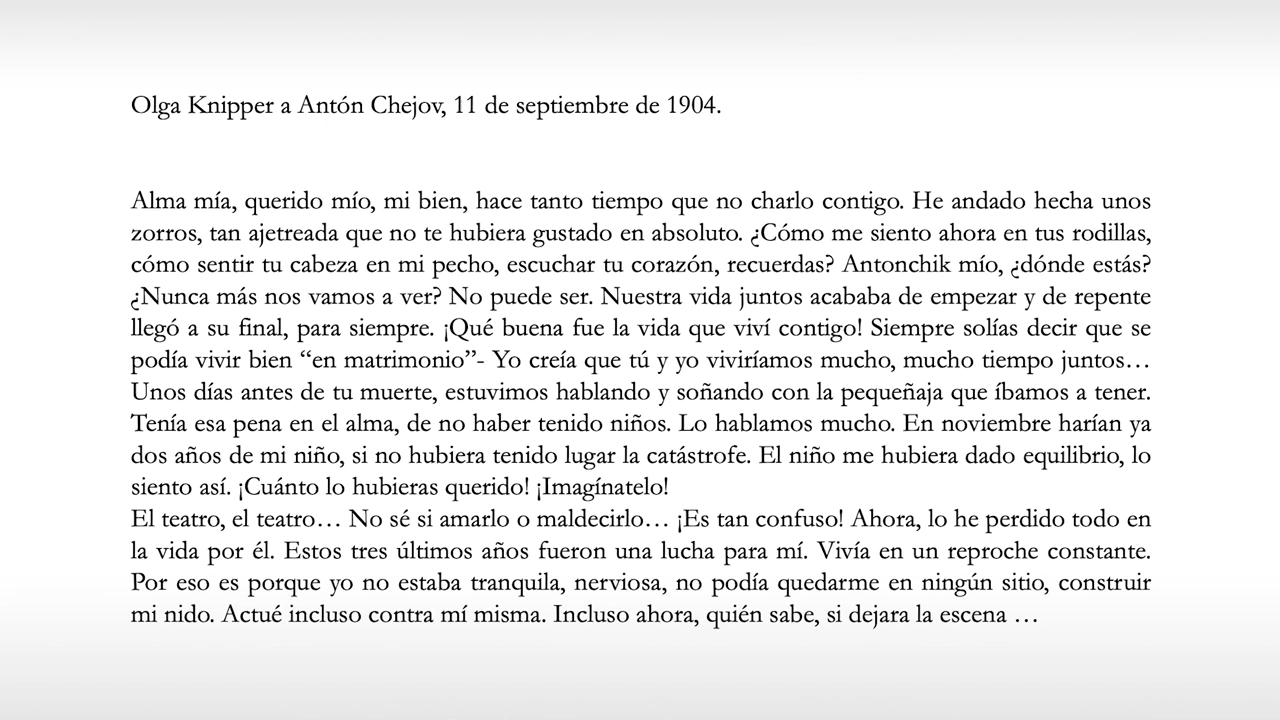 Olga Knipper a Antón Chejov, 11 de septiembre de 1904.
Alma mía, querido mío, mi bien, hace tanto tiempo que no charlo contigo. He andado hecha unos
zorros, tan ajetreada que no te hubiera gustado en absoluto. ¿Cómo me siento ahora en tus rodillas,
cómo sentir tu cabeza en mi pecho, escuchar tu corazón, recuerdas? Antonchik mío, ¿dónde estás?
¿Nunca más nos vamos a ver? No puede ser. Nuestra vida juntos acababa de empezar y de repente
llegó a su final, para siempre. ¡Qué buena fue la vida que viví contigo! Siempre solías decir que se
podía vivir bien “en matrimonio”- Yo creía que tú y yo viviríamos mucho, mucho tiempo juntos…
Unos días antes de tu muerte, estuvimos hablando y soñando con la pequeñaja que íbamos a tener.
Tenía esa pena en el alma, de no haber tenido niños. Lo hablamos mucho. En noviembre harían ya
dos años de mi niño, si no hubiera tenido lugar la catástrofe. El niño me hubiera dado equilibrio, lo
siento así. ¡Cuánto lo hubieras querido! ¡Imagínatelo!
El teatro, el teatro… No sé si amarlo o maldecirlo… ¡Es tan confuso! Ahora, lo he perdido todo en
la vida por él. Estos tres últimos años fueron una lucha para mí. Vivía en un reproche constante.
Por eso es porque yo no estaba tranquila, nerviosa, no podía quedarme en ningún sitio, construir
mi nido. Actué incluso contra mí misma. Incluso ahora, quién sabe, si dejara la escena …